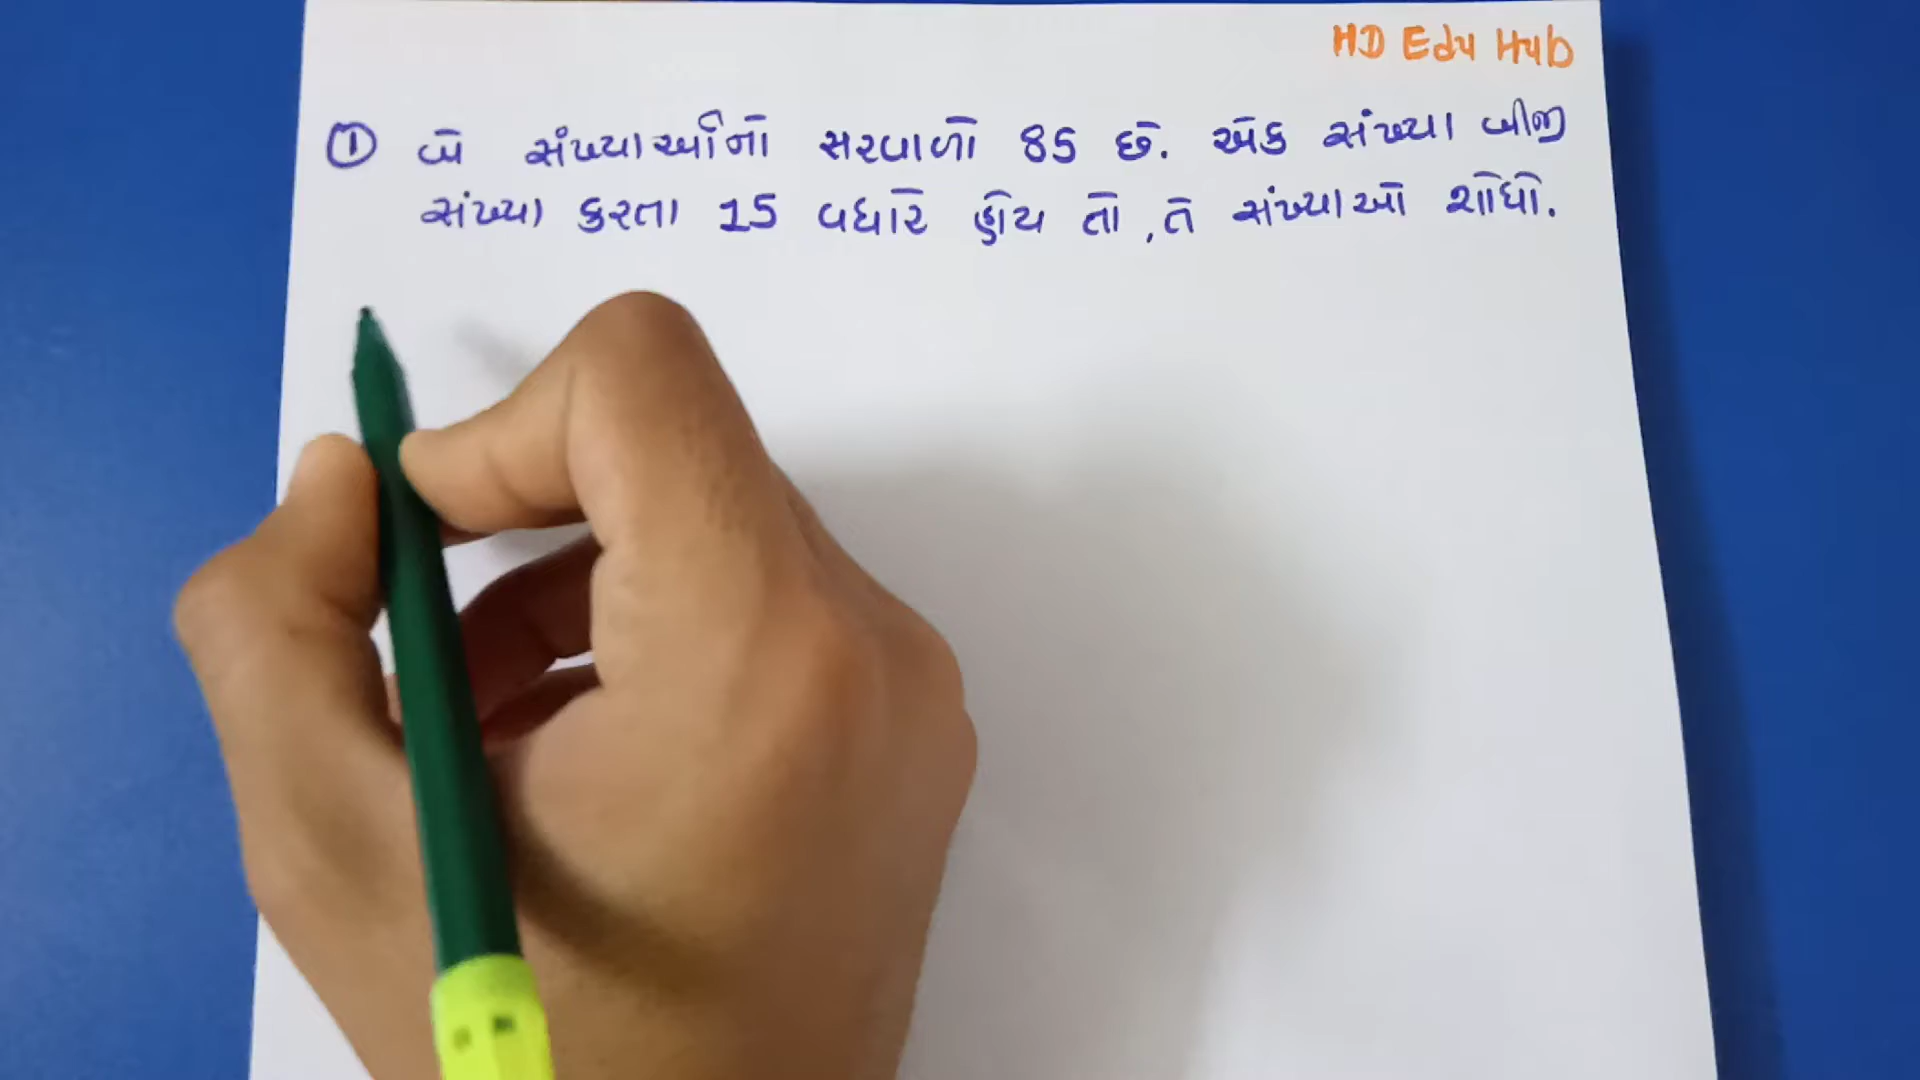 HD Edu Hub
① બે સંખ્યાઓનો સરવાળો 85 છે. એક સંખ્યા બીજી
સંખ્યા કરતા 15 વધારે હોય તો , તે સંખ્યાઓ શોધો.